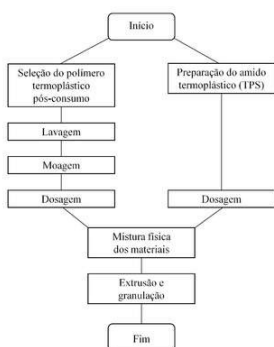 Início
Seleção do polímero
termoplástico
pós-consumo
Preparação do amido
termoplástico (TPS)
Lavagem
Moagem
Dosagem
Dosagem
Mistura física
dos materiais
Extrusão e
granulação
Fim